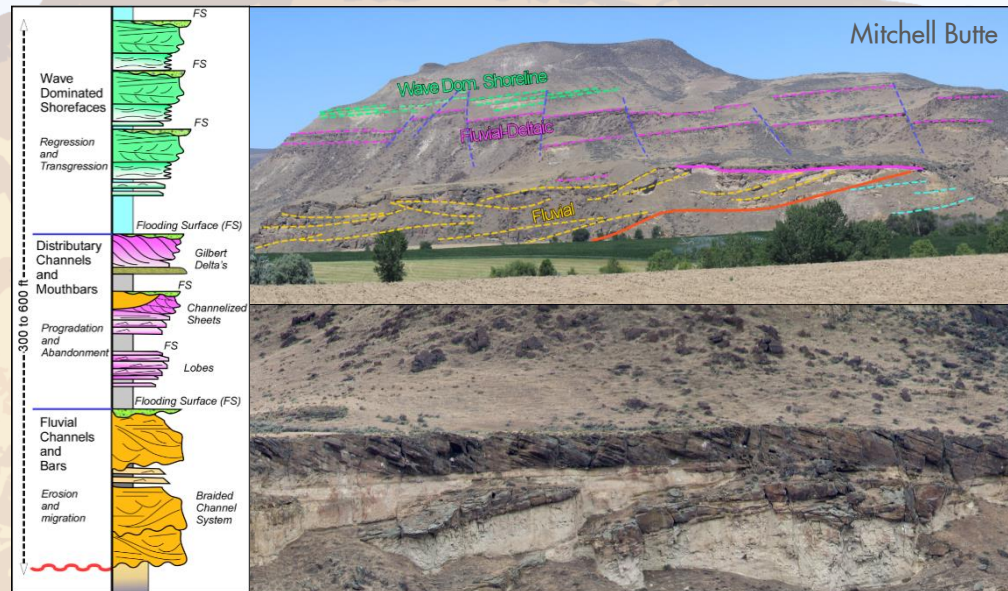 FS
FS
Wave
Dominated
Shorefaces
FS
Regression
and
Transgression
Flooding Surface (FS)
Distributary
Channels
and
Mouthbars
Gilbert
Delta's
FS
Channelized
Sheets
Progradation
and
Abandonment
FS
Lobes
Flooding Surface (FS)
Fluvial
Channels
and
Bars
Erosion
and
migration
Braided
Channel
System
300 to 600 ft
Mitchell Butte
Wave Dom. Shoreline
Fluvial-Deltaic
Fluvial